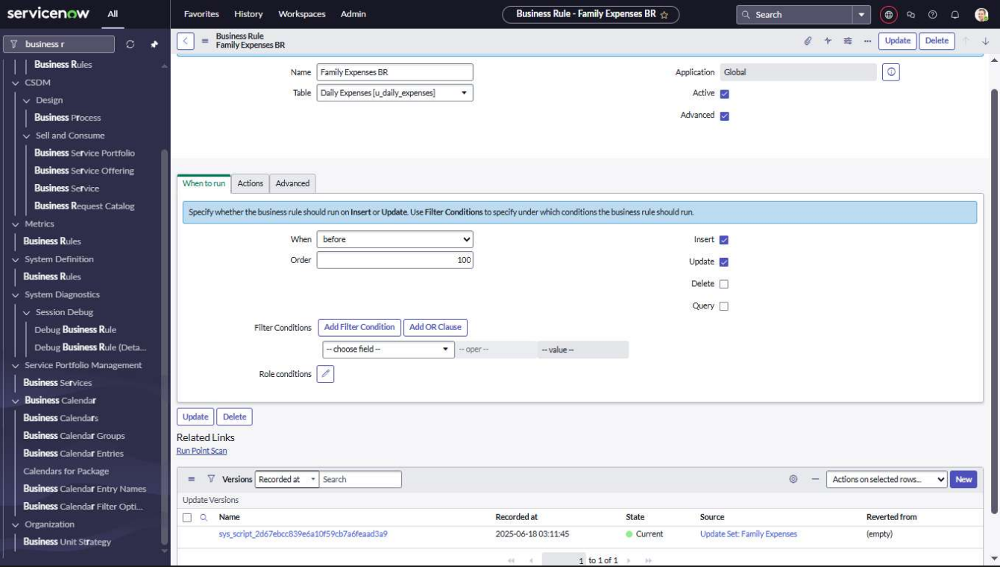 servicenow All Favorites History Workspaces Admin Business Rule - Family Expenses BR Search
business r
Business Rule
Family Expenses BR
Update Delete
Business Rules
CSDM
Design
Business Process
Sell and Consume
Business Service Portfolio
Business Service Offering
Business Service
Business Request Catalog
Metrics
Business Rules
System Definition
Business Rules
System Diagnostics
Session Debug
Debug Business Rule
Debug Business Rule (Deta...
Service Portfolio Management
Business Services
Business Calendar
Business Calendars
Business Calendar Groups
Business Calendar Entries
Calendars for Package
Business Calendar Entry Names
Business Calendar Filter Opti...
Organization
Business Unit Strategy
Name Family Expenses BR Application Global
Table Daily Expenses [u_daily_expenses] Active
Advanced
When to run Actions Advanced
Specify whether the business rule should run on Insert or Update. Use Filter Conditions to specify under which conditions the business rule should run.
When before Insert
Order 100 Update
Delete
Query
Filter Conditions Add Filter Condition Add OR Clause
-- choose field -- -- oper -- -- value --
Role conditions
Update Delete
Related Links
Run Point Scan
Versions Recorded at Search Actions on selected rows... New
Update Versions
Name Recorded at State Source Reverted from
sys_script_2d67ebcc839e6a10f59cb7a6feaad3a9 2025-06-18 03:11:45 Current Update Set: Family Expenses (empty)
1 to 1 of 1